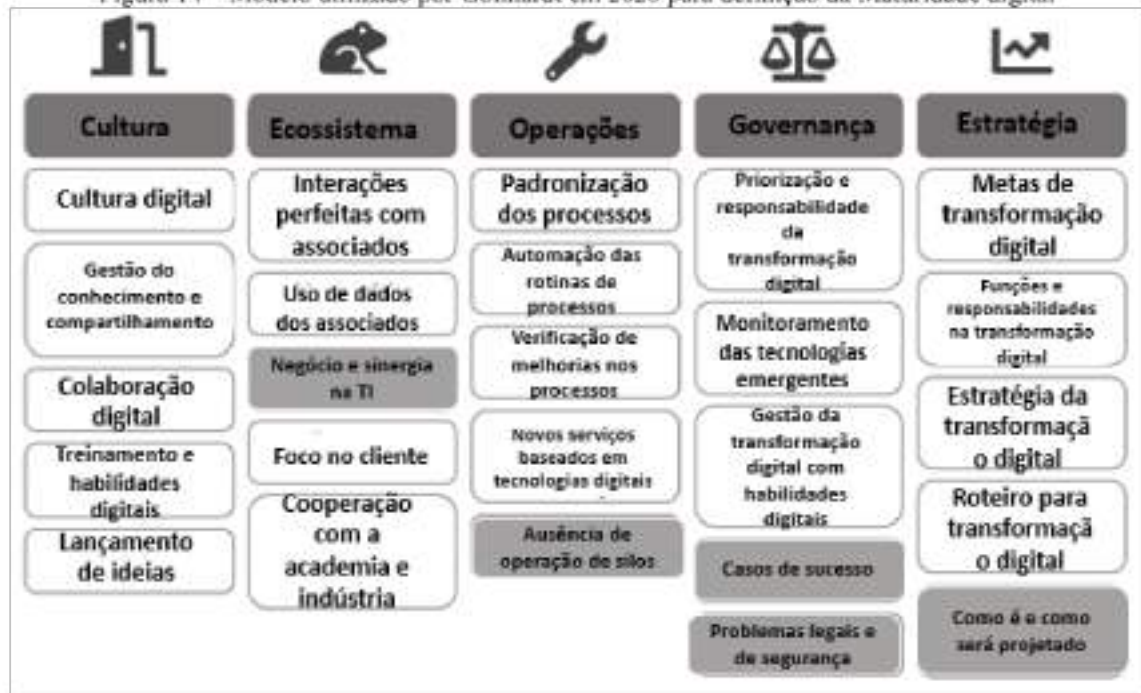 Cultura
Cultura digital
Gestão do
conhecimento e
compartilhamento
Colaboração
digital
Treinamento e
habilidades
digitais
Lançamento
de ideias
Ecossistema
Interações
perfeitas com
associados
Uso de dados
dos associados
Negócio e sinergia
na TI
Foco no cliente
Cooperação
com a
academia e
indústria
Operações
Padronização
dos processos
Automação das
rotinas de
processos
Verificação de
melhorias nos
processos
Novos serviços
baseados em
tecnologias digitais
Ausência de
operação de silos
Governança
Priorização e
responsabilidade
da
transformação
digital
Monitoramento
das tecnologias
emergentes
Gestão da
transformação
digital com
habilidades
digitais
Casos de sucesso
Problemas legais e
de segurança
Estratégia
Metas de
transformação
digital
Funções e
responsabilidades
na transformação
digital
Estratégia da
transformaçã
o digital
Roteiro para
transformaçã
o digital
Como é e como
será projetado